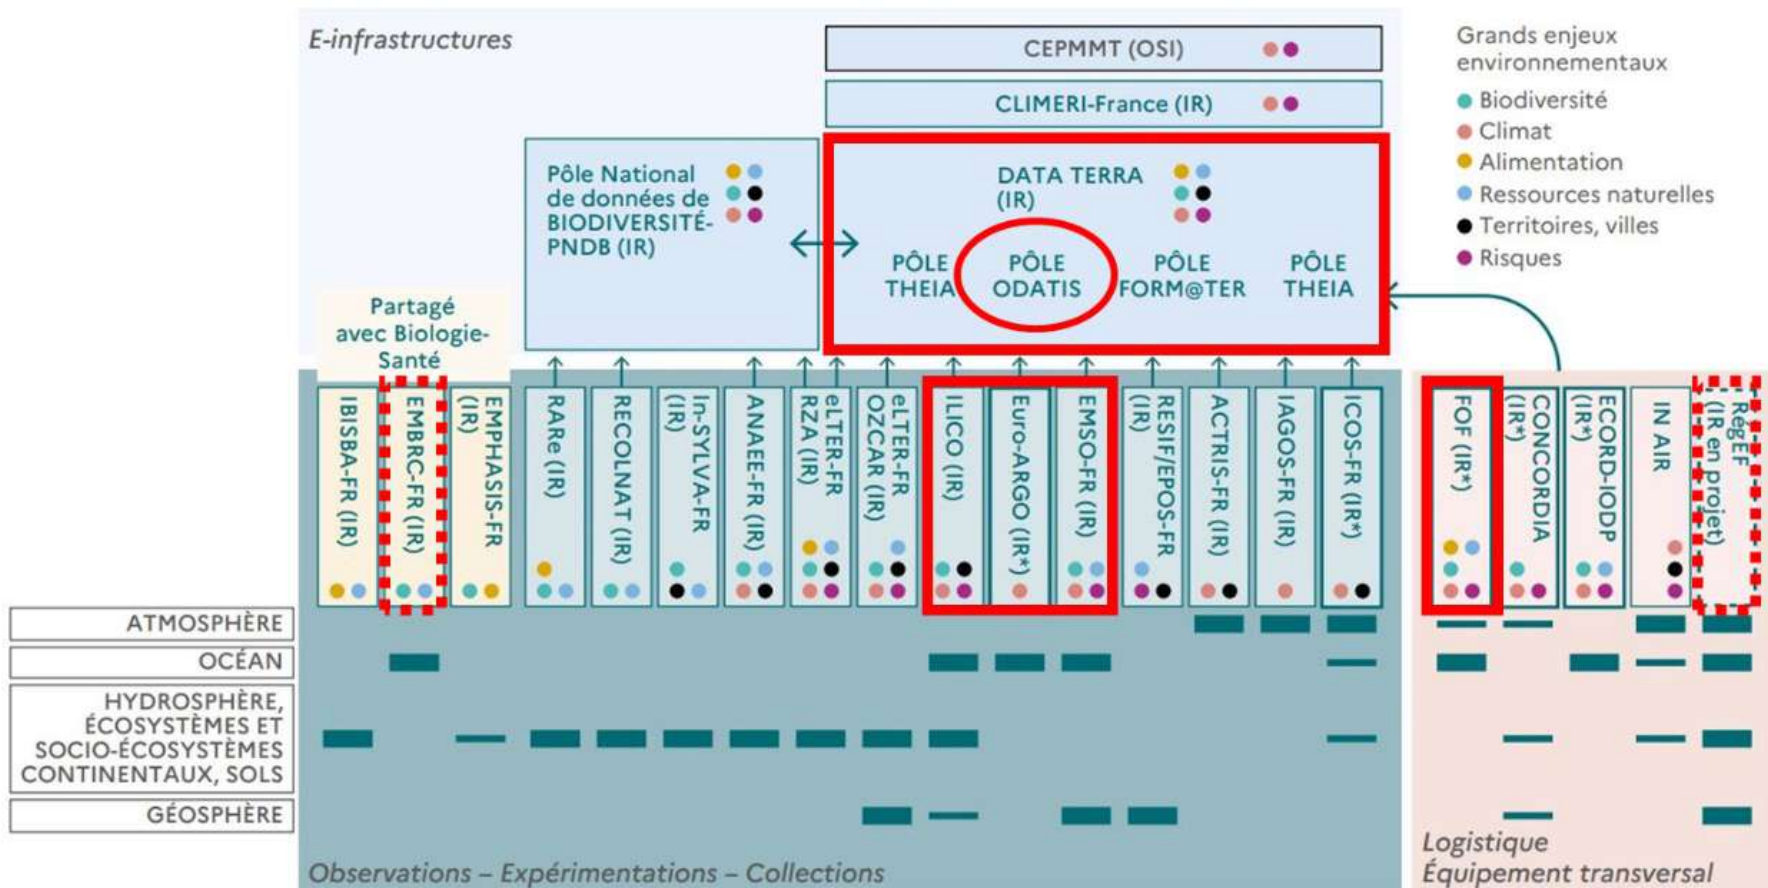 E-infrastructures
CEPMMT (OSI)
CLIMERI-France (IR)
Grands enjeux
environnementaux
Biodiversité
Climat
Alimentation
Ressources naturelles
Territoires, villes
Risques
Pôle National
de données de
BIODIVERSITÉ-
PNDB (IR)
DATA TERRA
(IR)
PÔLE
THEIA
PÔLE
ODATIS
PÔLE
FORM@TER
PÔLE
THEIA
Partagé
avec Biologie-
Santé
IBISBA-FR (IR)
EMBRC-FR (IR)
EMPHASIS-FR
(IR)
RARe (IR)
RECOLNAT (IR)
In-SYLVA-FR
(IR)
ANAEE-FR (IR)
eLTER-FR
RZA (IR)
eLTER-FR
OZCAR (IR)
ILICO (IR)
Euro-ARGO (IR*)
EMSO-FR (IR)
RESIF/EPOS-FR
(IR)
ACTRIS-FR (IR)
IAGOS-FR (IR)
ICOS-FR (IR*)
FOF (IR*)
CONCORDIA
(IR*)
ECORD-IODP
(IR*)
IN AIR
RégEF
(IR en projet)
ATMOSPHÈRE
OCÉAN
HYDROSPHÈRE,
ÉCOSYSTÈMES ET
SOCIO-ÉCOSYSTÈMES
CONTINENTAUX, SOLS
GÉOSPHÈRE
Observations – Expérimentations – Collections
Logistique
Équipement transversal